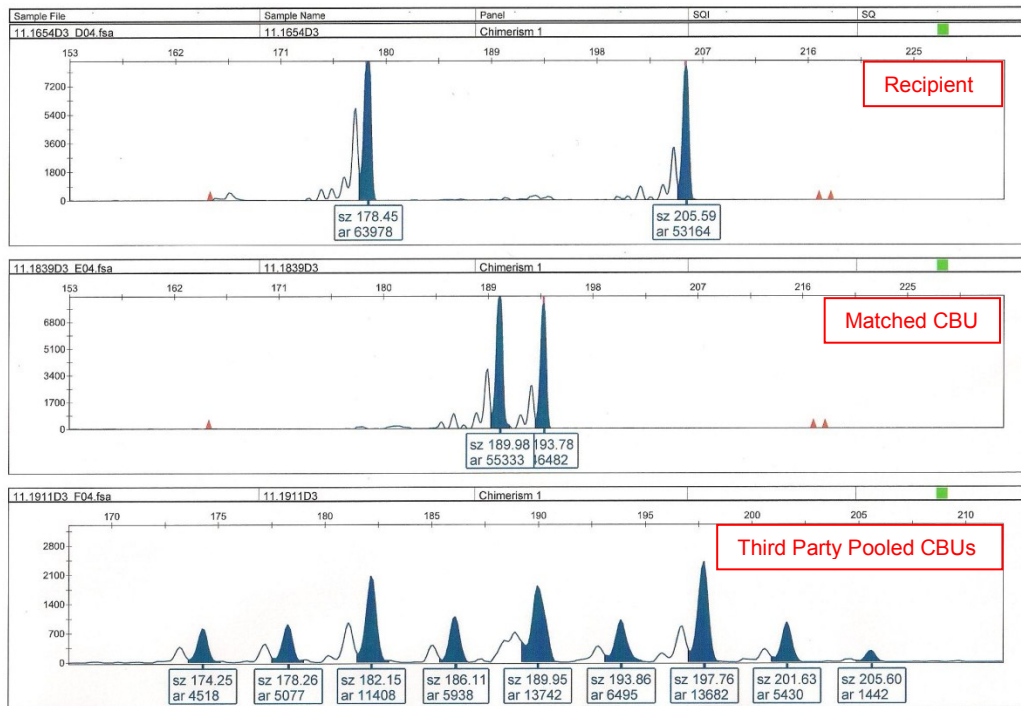 Sample File Sample Name Panel SQI SQ
11.1654D3_D04.fsa 11.1654D3 Chimerism 1
153 162 171 180 189 198 207 216 225
Recipient
7200
5400
3600
1800
0
sz 178.45 sz 205.59
ar 63978 ar 53164
11.1839D3_E04.fsa 11.1839D3 Chimerism 1
153 162 171 180 189 198 207 216 225
Matched CBU
6800
5100
3400
1700
0
sz 189.98 193.78
ar 55333 46482
11.1911D3_F04.fsa 11.1911D3 Chimerism 1
170 175 180 185 190 195 200 205 210
Third Party Pooled CBUs
2800
2100
1400
700
0
sz 174.25 sz 178.26 sz 182.15 sz 186.11 sz 189.95 sz 193.86 sz 197.76 sz 201.63 sz 205.60
ar 4518 ar 5077 ar 11408 ar 5938 ar 13742 ar 6495 ar 13682 ar 5430 ar 1442